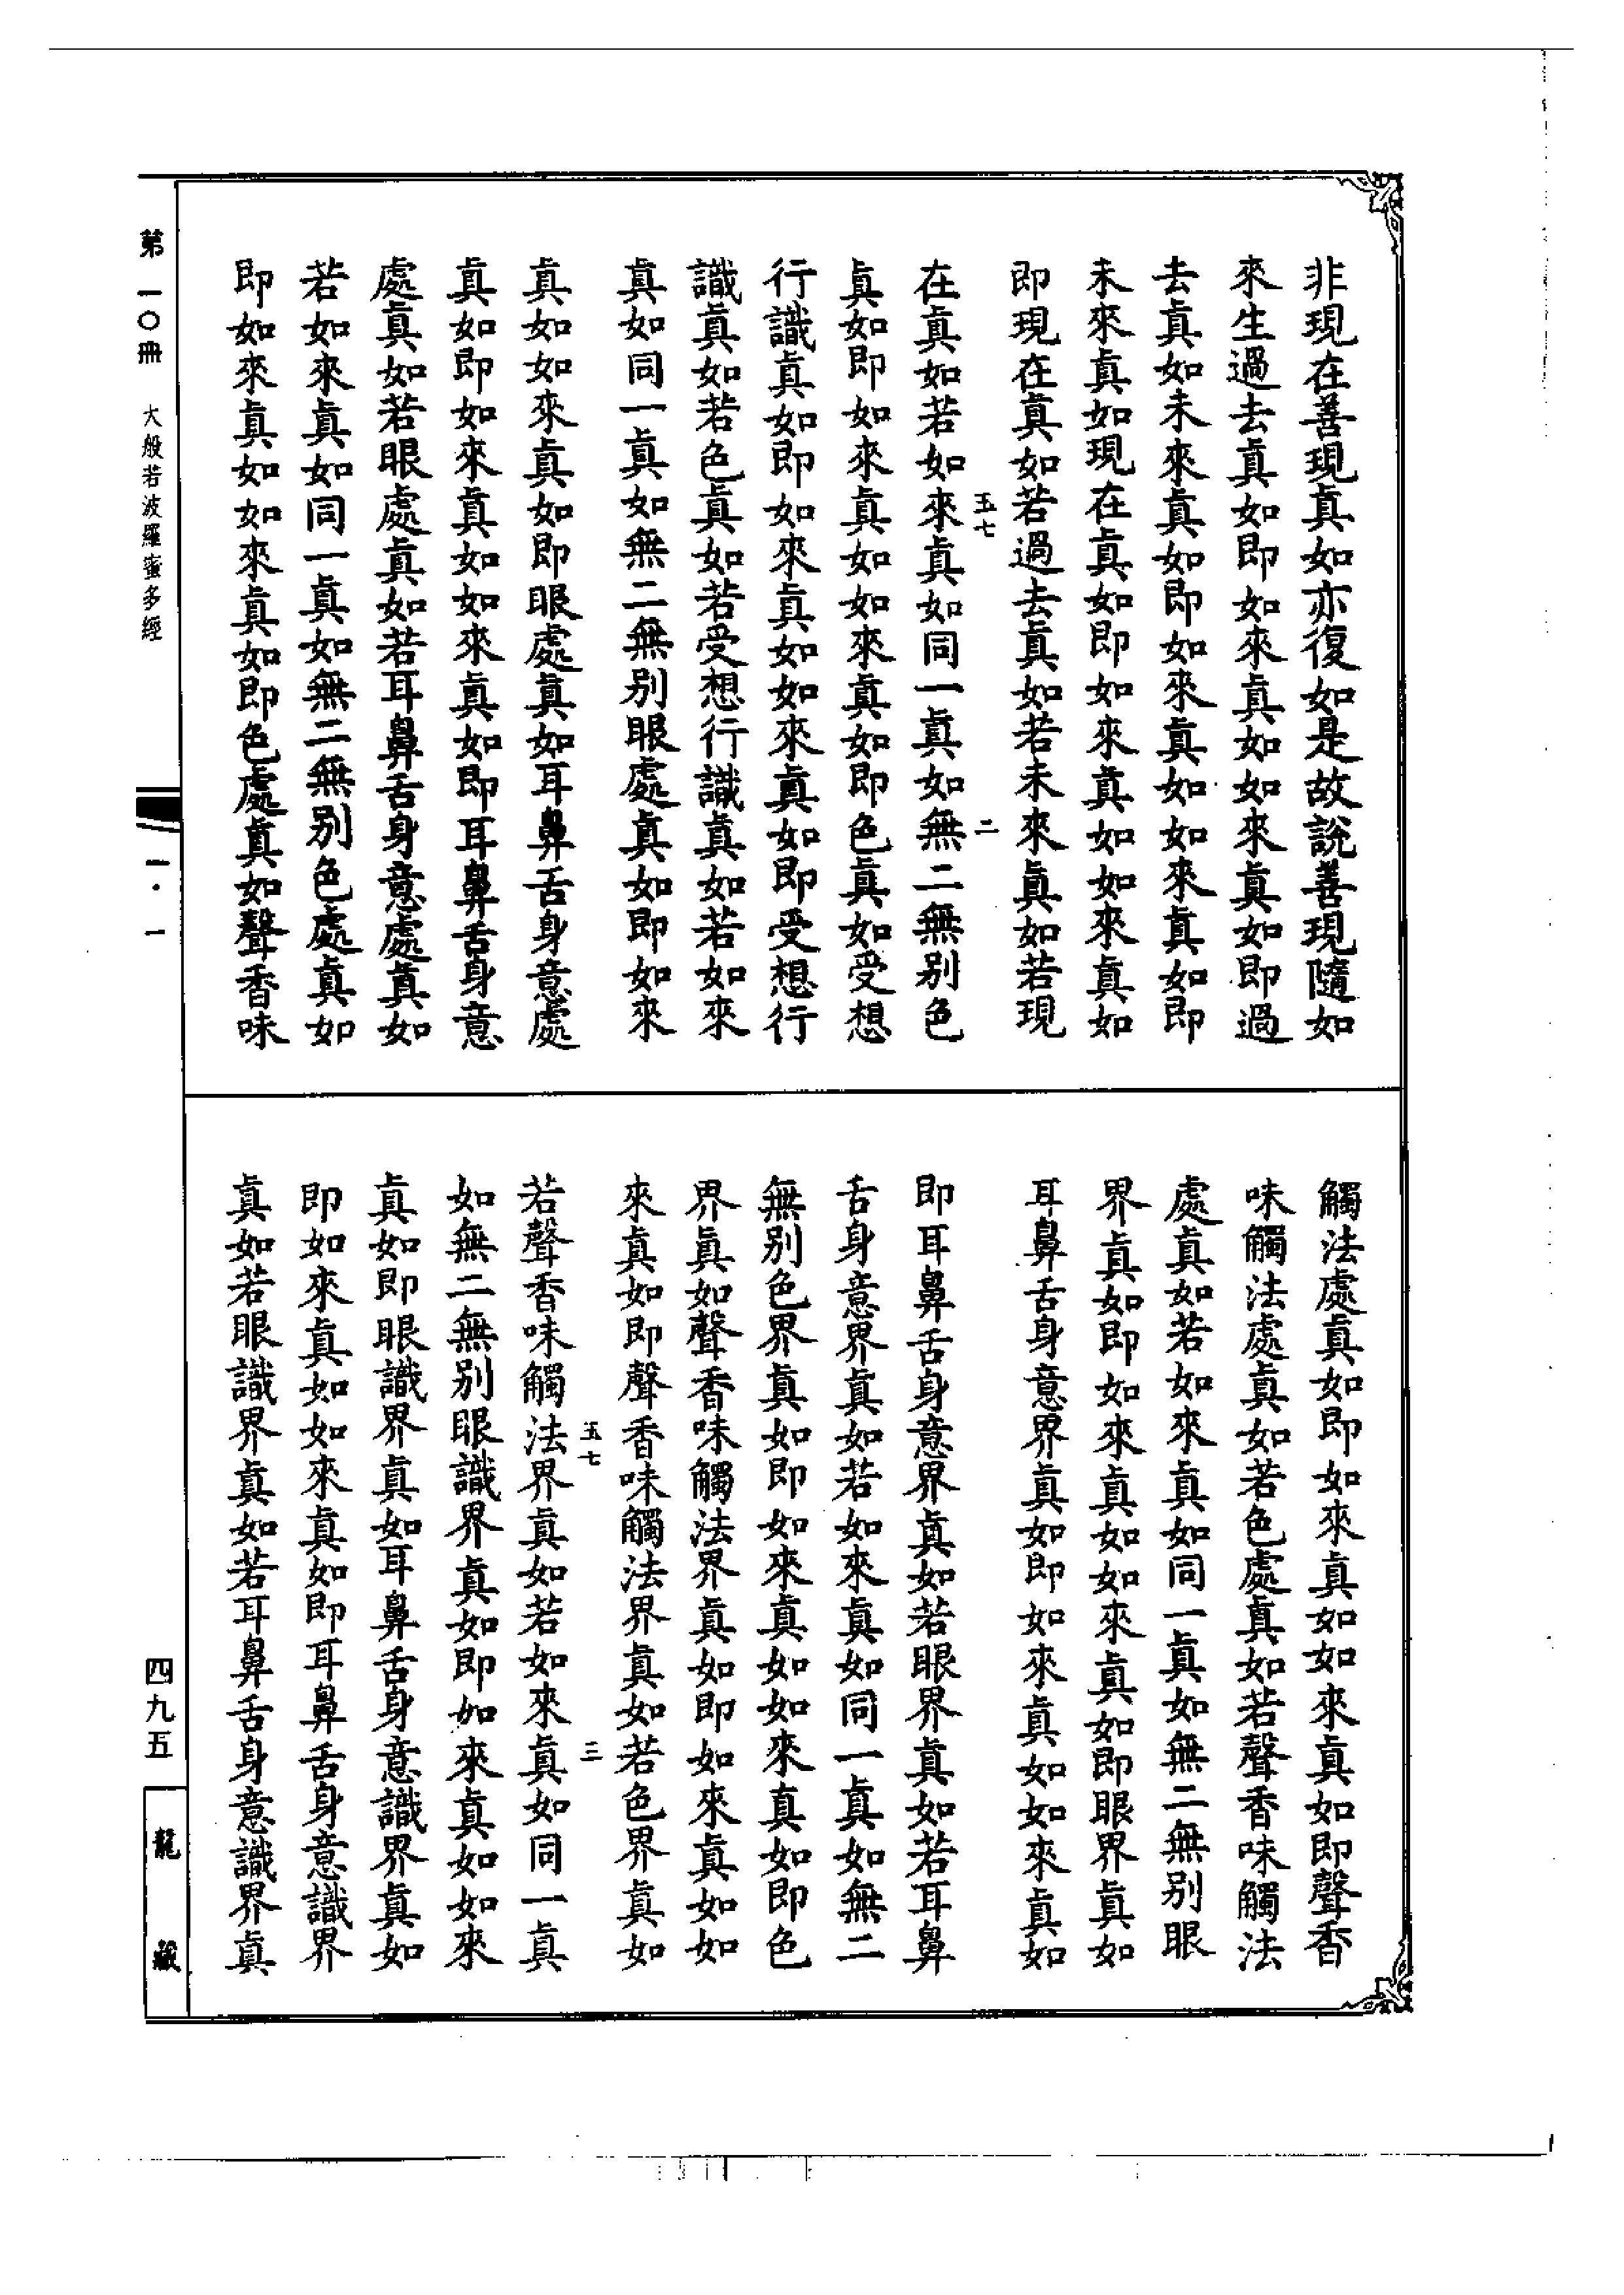 非現在善現真如亦復如是故說善現隨如
來生過去真如即如來真如如來真如即過
去真如未來真如即如來真如如來真如即
未來真如現在真如即如來真如如來真如
即現在真如若過去真如若未來真如若現
玉七 二
在真如若如來真如同一真如無二無别色
真如即如來真如如來真如即色真如受想
行識真如即如來真如如來真如即受想行
識真如若色真如若受想行識真如若如來
真如同一真如無二無别眼處真如即如來
真如如來真如即眼處真如耳鼻舌身意處
真如即如來真如如來真如即耳鼻舌身意
處真如若眼處真如若耳鼻舌身意處真如
若如來真如同一真如無二無别色處真如
即如來真如如來真如即色處真如聲香味
觸法處真如即如來真如如來真如即聲香
味觸法處真如若色處真如若聲香味觸法
處真如若如來真如同一真如無二無别眼
界真如即如來真如如來真如即眼界真如
耳鼻舌身意界真如即如來真如如來真如
即耳鼻舌身意界真如若眼界真如若耳鼻
舌身意界真如若如來真如同一真如無二
無别色界真如即如來真如如來真如即色
界真如聲香味觸法界真如即如來真如如
來真如即聲香味觸法界真如若色界真如
玉七 三
若聲香味觸法界真如若如來真如同一真
如無二無别眼識界真如即如來真如如來
真如即眼識界真如耳鼻舌身意識界真如
即如來真如如來真如即耳鼻舌身意識界
真如若眼識界真如若耳鼻舌身意識界真
第一〇冊 大般若波羅蜜多經 一·一 四九五 龍藏